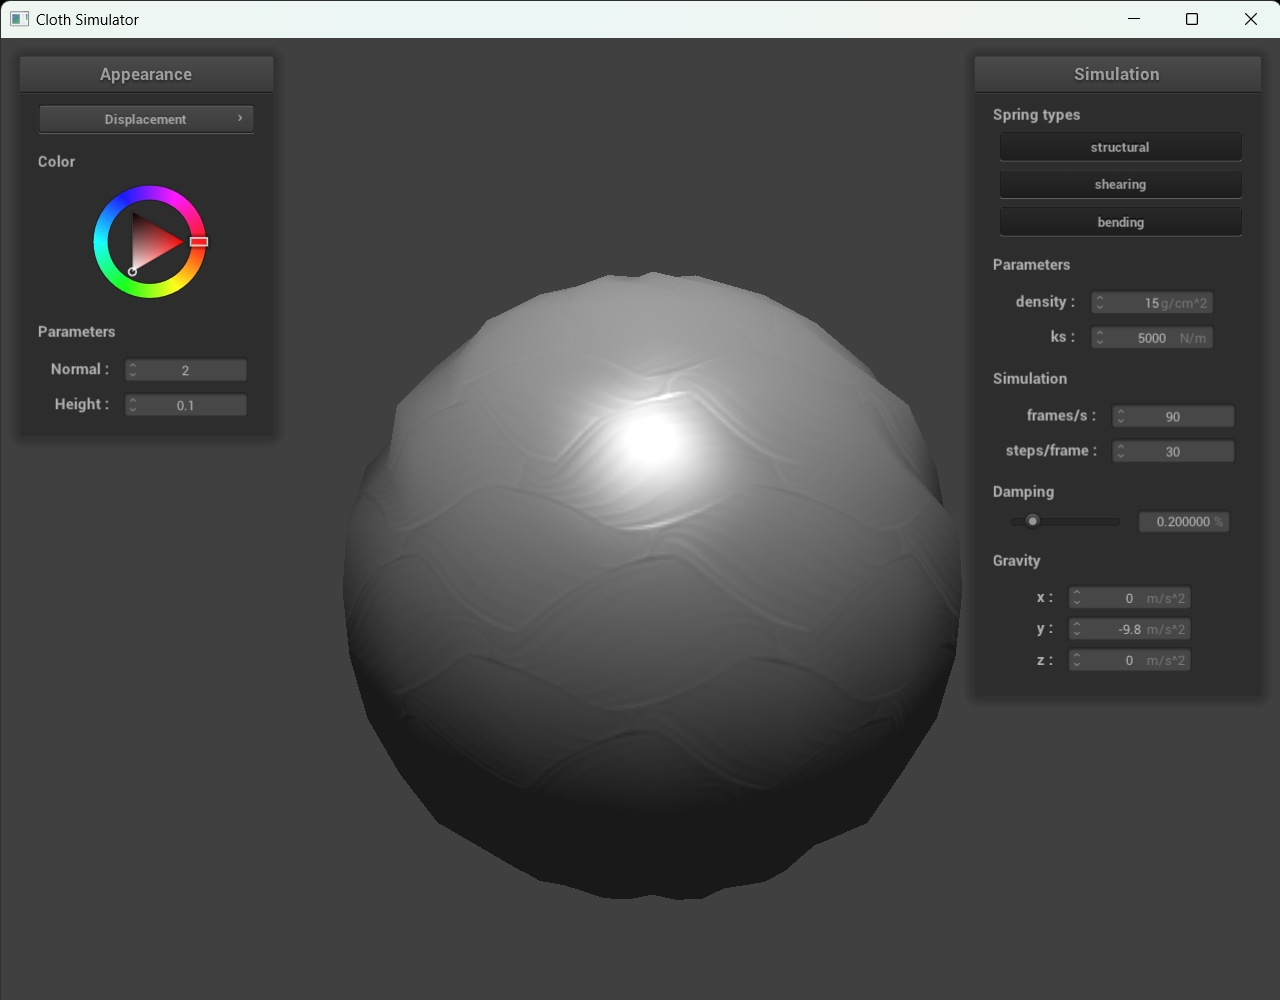 Cloth Simulator
Appearance
Displacement
Color
Parameters
Normal : 2
Height : 0.1
Simulation
Spring types
structural
shearing
bending
Parameters
density : 15 g/cm^2
ks : 5000 N/m
Simulation
frames/s : 90
steps/frame : 30
Damping
0.200000 %
Gravity
x : 0 m/s^2
y : -9.8 m/s^2
z : 0 m/s^2